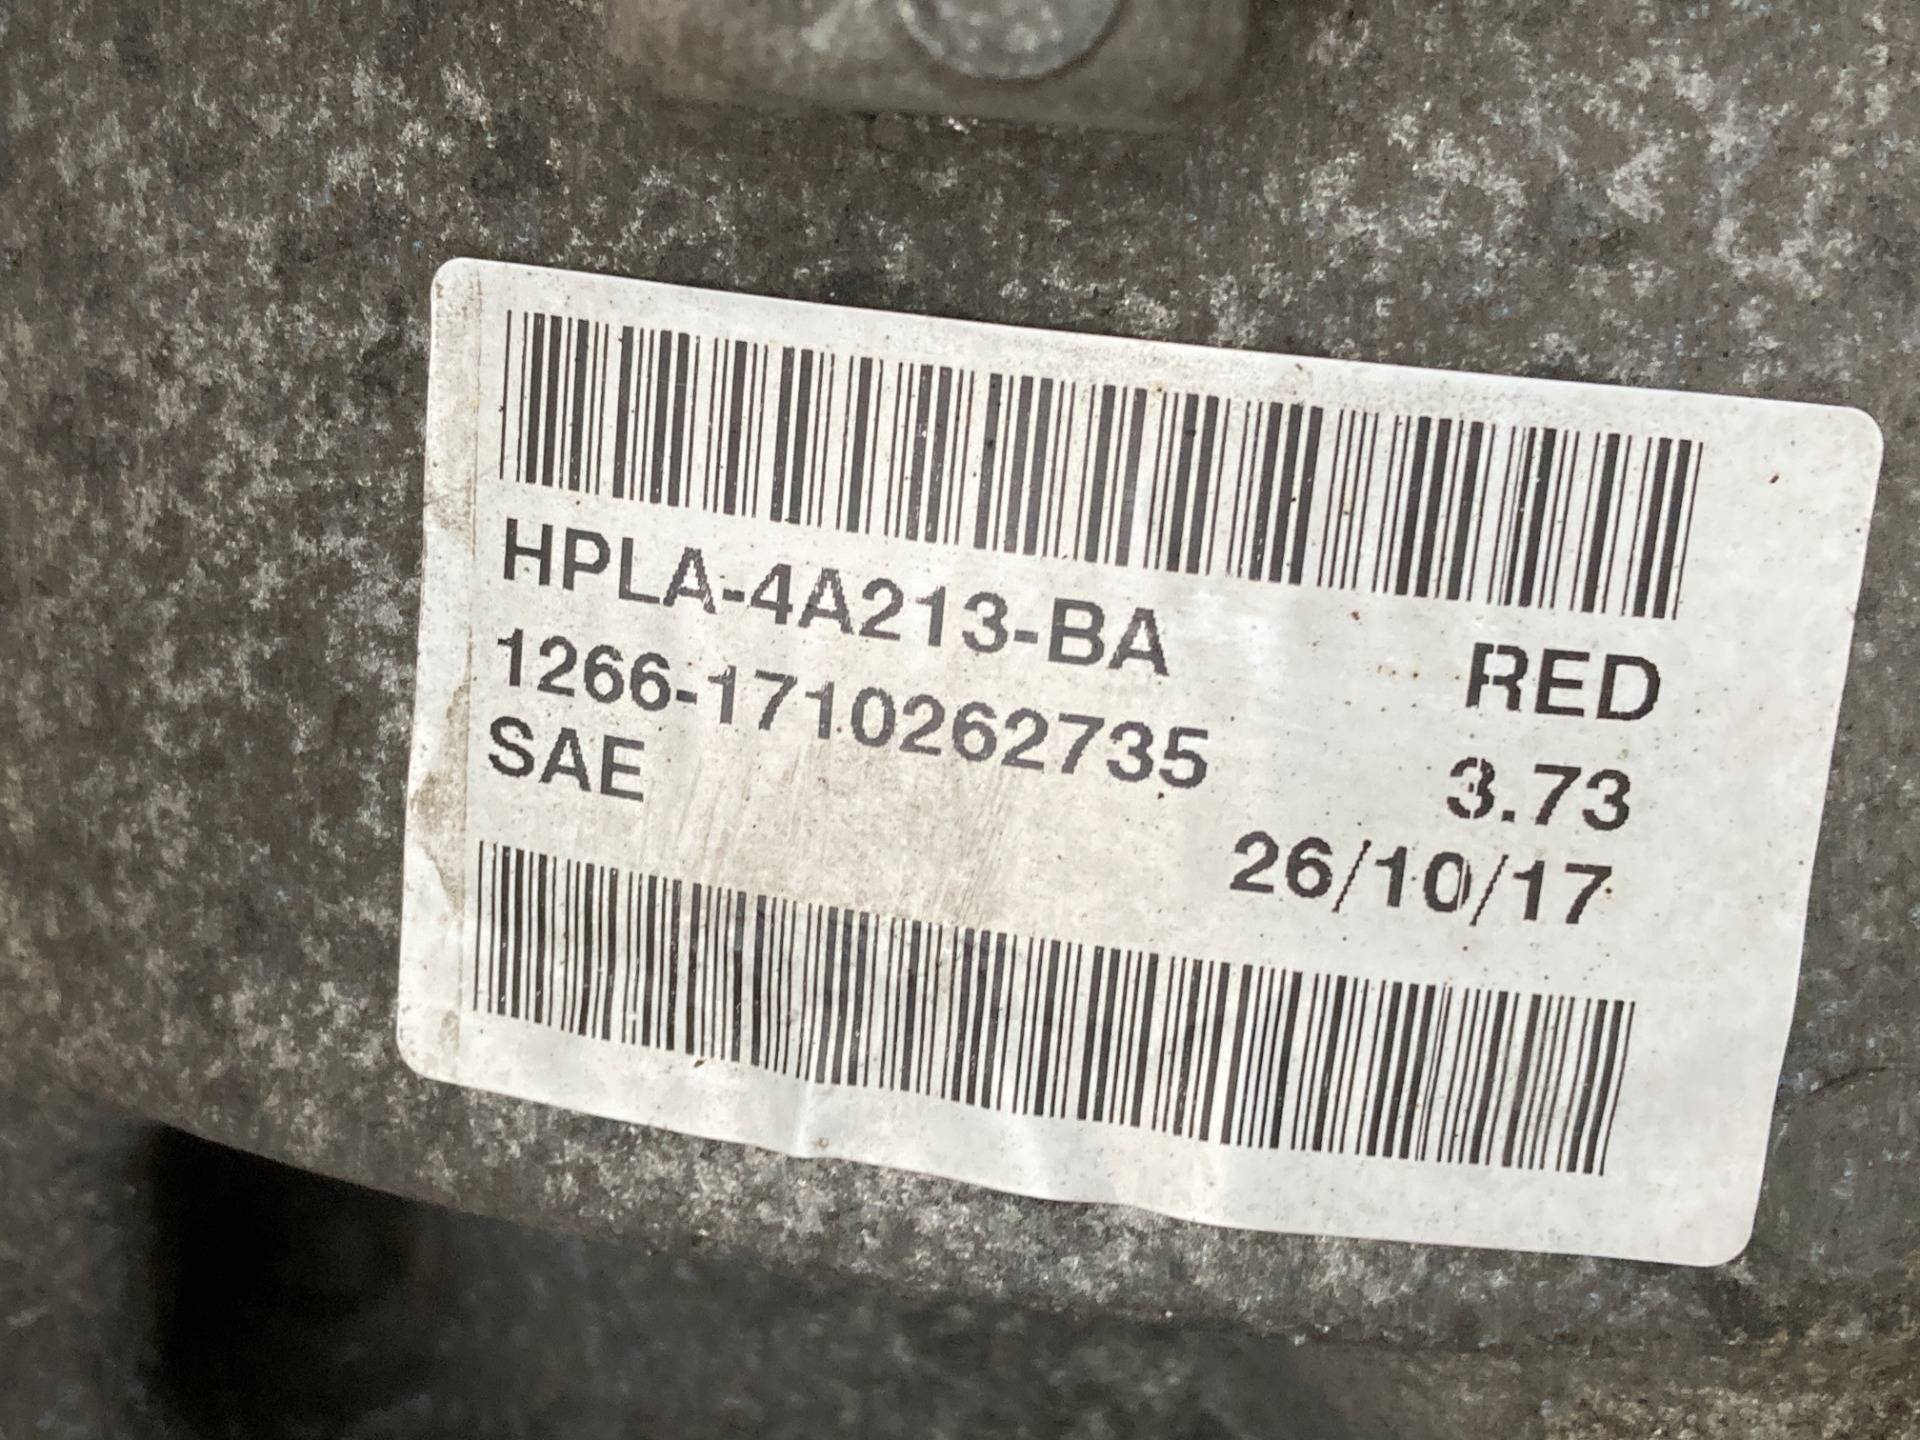 HPLA-4A213-BA RED
1266-1710262735 3.73
SAE 26/10/17